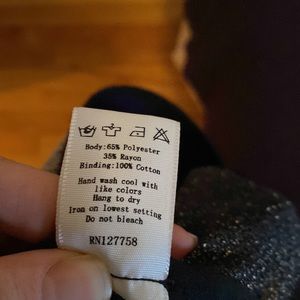 Body:65% Polyester
35% Rayon
Binding:100% Cotton
Hand wash cool with
like colors
Hang to dry
Iron on lowest setting
Do not bleach
RN127758